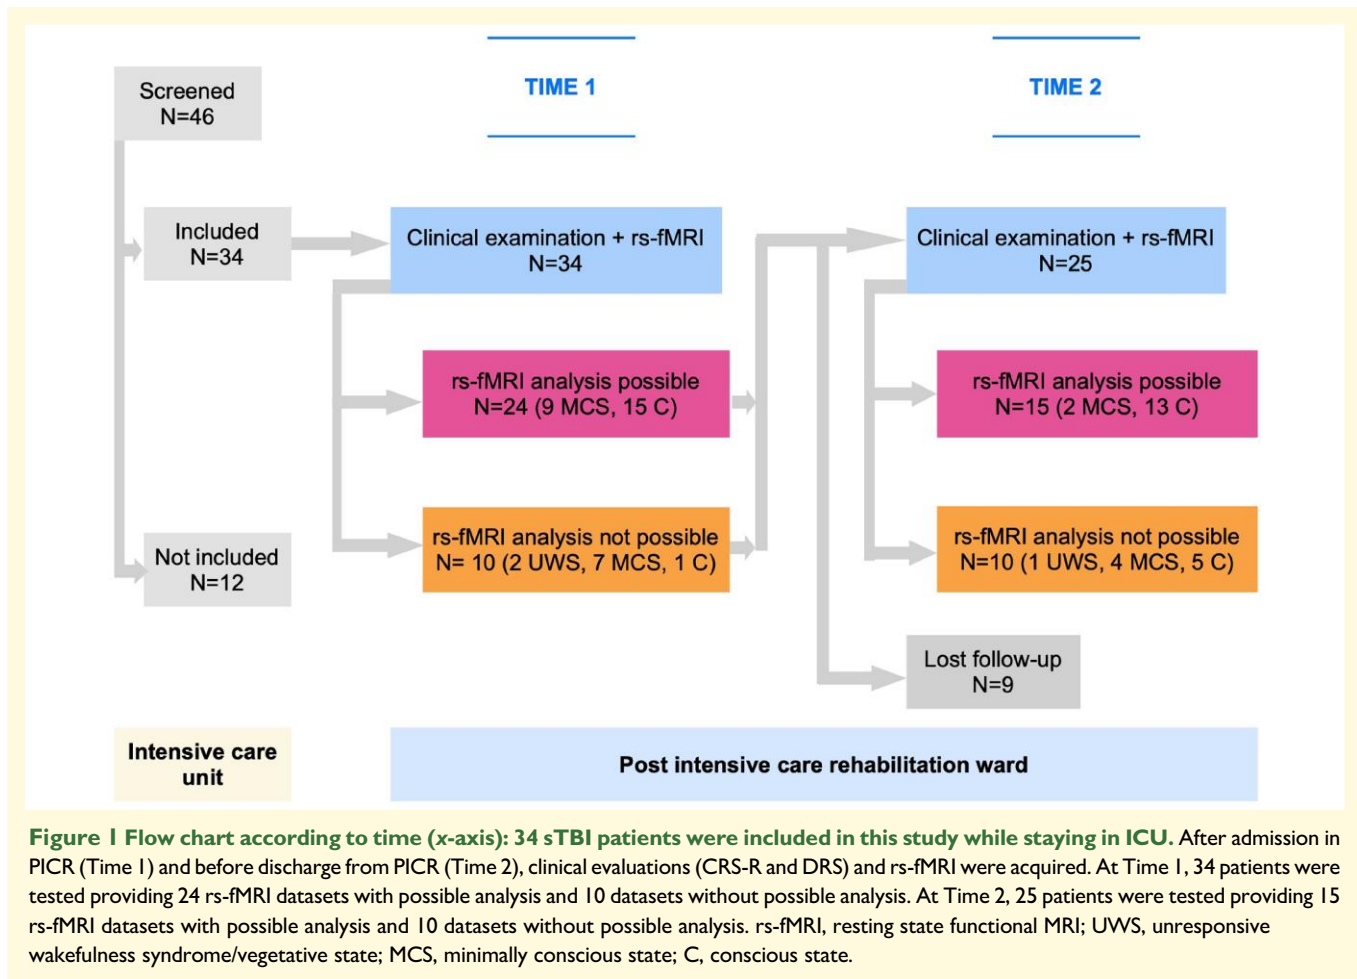 Screened
N=46
TIME 1
TIME 2
Included
N=34
Clinical examination + rs-fMRI
N=34
Clinical examination + rs-fMRI
N=25
rs-fMRI analysis possible
N=24 (9 MCS, 15 C)
rs-fMRI analysis possible
N=15 (2 MCS, 13 C)
Not included
N=12
rs-fMRI analysis not possible
N= 10 (2 UWS, 7 MCS, 1 C)
rs-fMRI analysis not possible
N=10 (1 UWS, 4 MCS, 5 C)
Lost follow-up
N=9
Intensive care
unit
Post intensive care rehabilitation ward
Figure 1 Flow chart according to time (x-axis): 34 sTBI patients were included in this study while staying in ICU. After admission in
PICR (Time 1) and before discharge from PICR (Time 2), clinical evaluations (CRS-R and DRS) and rs-fMRI were acquired. At Time 1, 34 patients were
tested providing 24 rs-fMRI datasets with possible analysis and 10 datasets without possible analysis. At Time 2, 25 patients were tested providing 15
rs-fMRI datasets with possible analysis and 10 datasets without possible analysis. rs-fMRI, resting state functional MRI; UWS, unresponsive
wakefulness syndrome/vegetative state; MCS, minimally conscious state; C, conscious state.